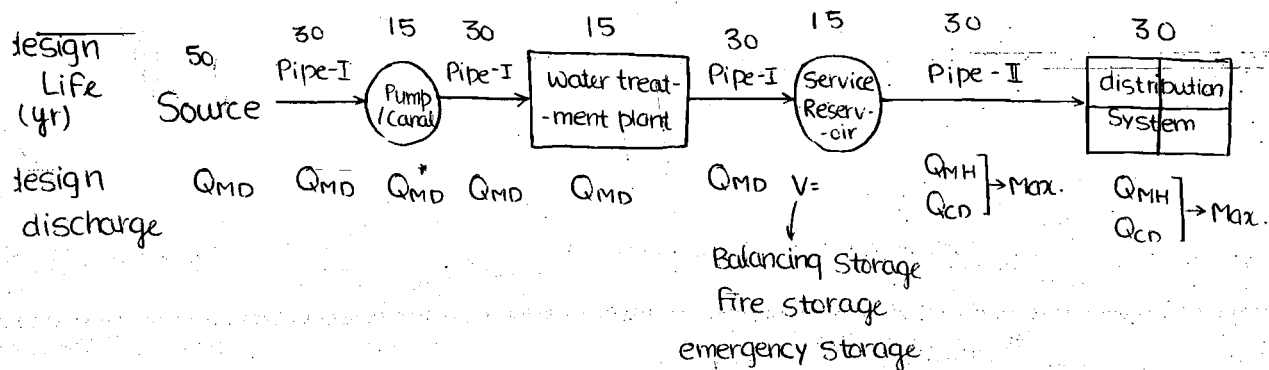 design Life (yr)
50 30 15 30 15 30 15 30 30
Source Pipe-I Pump /Canal Pipe-I water treat- -ment plant Pipe-I Service Reserv- -oir Pipe-II distribution System
design discharge
QMD QMD QMD* QMD QMD QMD V= QMH QCD → Max. QMH QCD → Max.
Balancing Storage
Fire storage
emergency storage